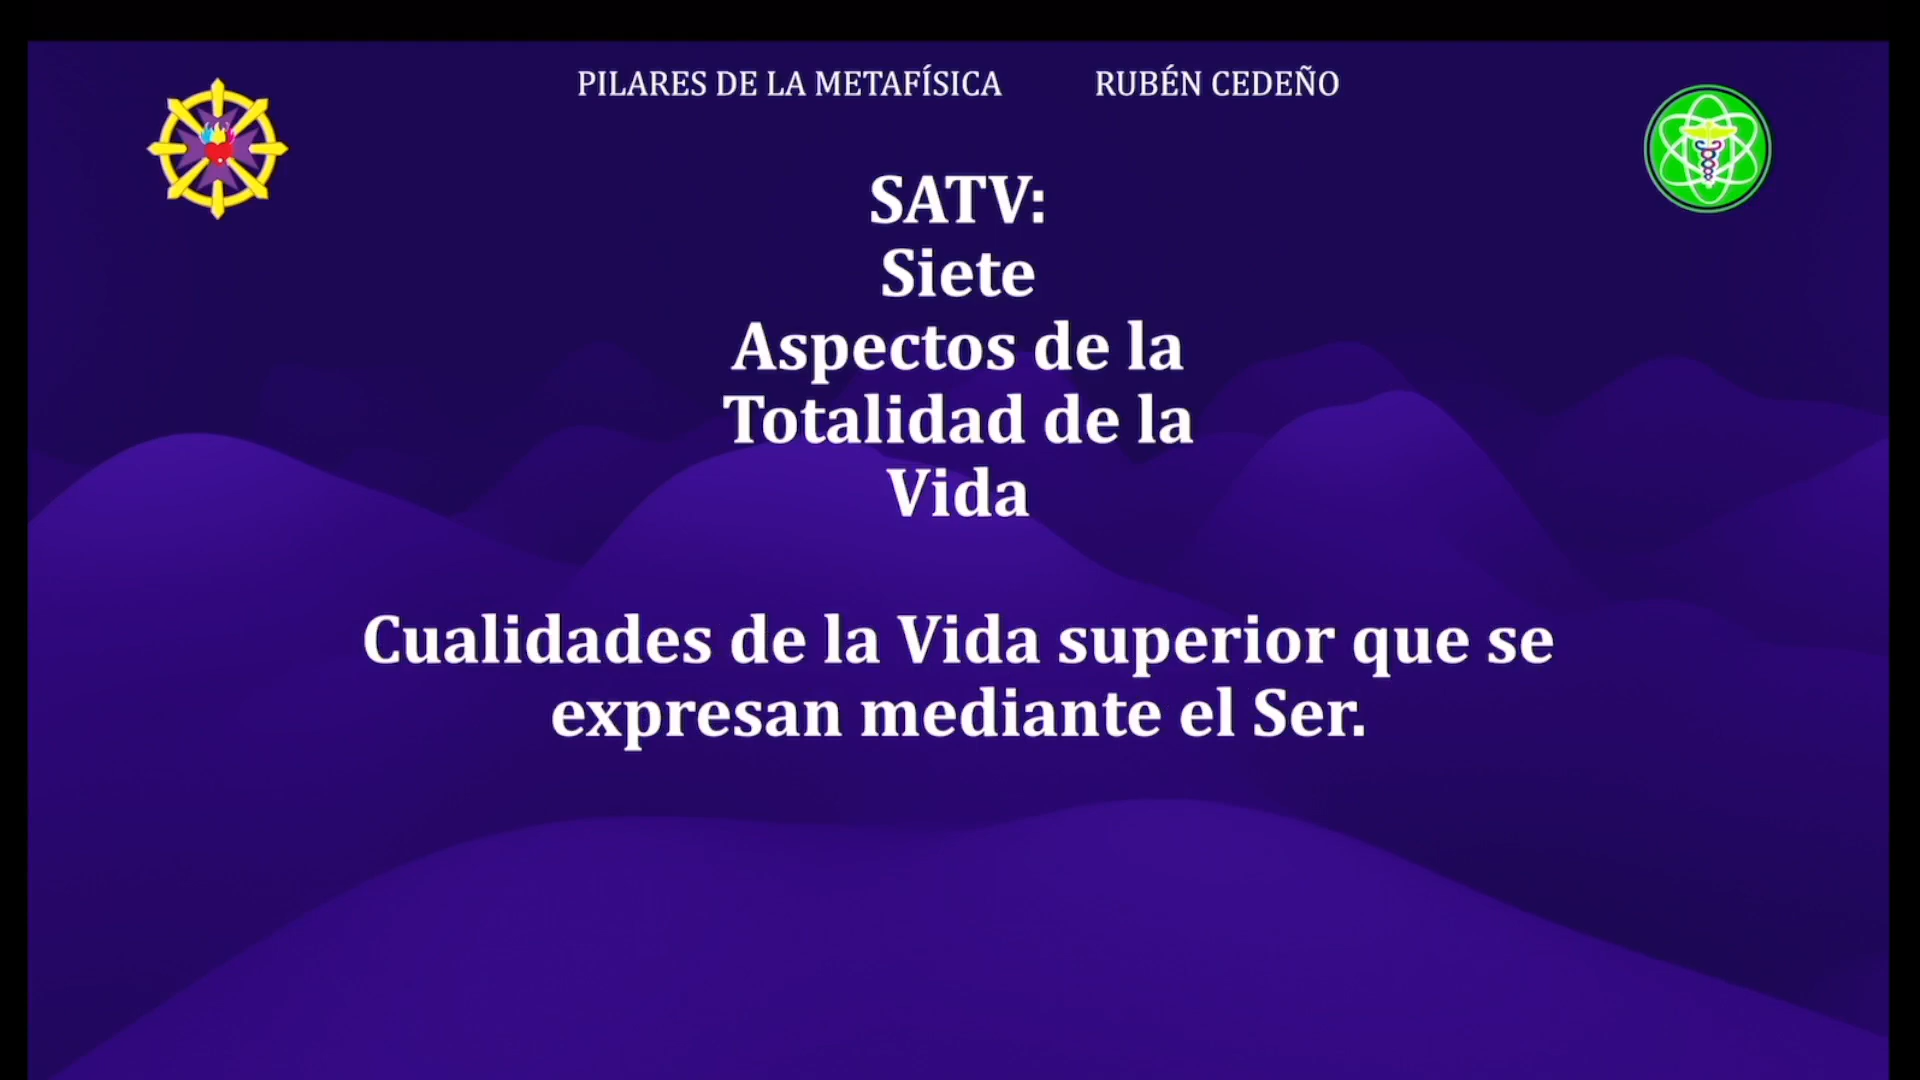 PILARES DE LA METAFÍSICA RUBÉN CEDEÑO
SATV:
Siete
Aspectos de la
Totalidad de la
Vida
Cualidades de la Vida superior que se
expresan mediante el Ser.